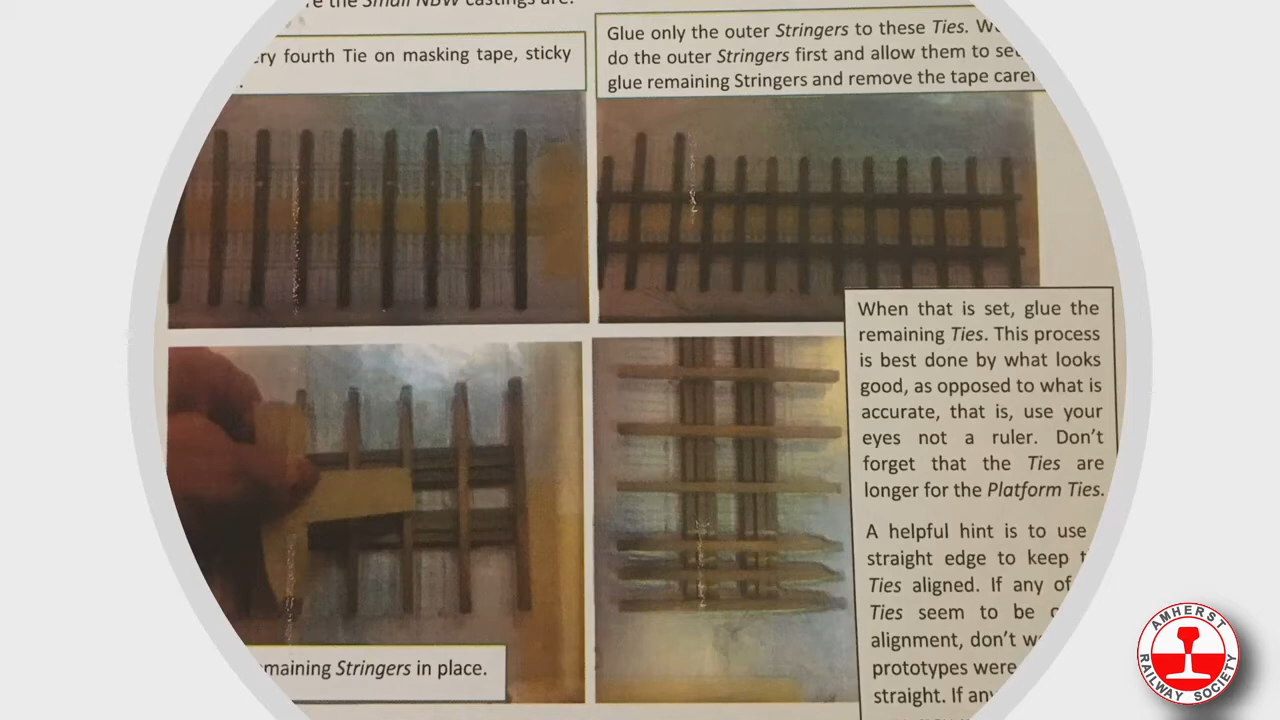 the Small NBW castings are:
fourth Tie on masking tape, sticky
Glue only the outer Stringers to these Ties.
do the outer Stringers first and allow them to
glue remaining Stringers and remove the tape
When that is set, glue the
remaining Ties. This process
is best done by what looks
good, as opposed to what is
accurate, that is, use your
eyes not a ruler. Don't
forget that the Ties are
longer for the Platform Ties.
A helpful hint is to use
straight edge to keep
Ties aligned. If any of
Ties seem to be
alignment, don't
prototypes were
straight. If any
Stringers in place.
AMHERST
RAILWAY SOCIETY